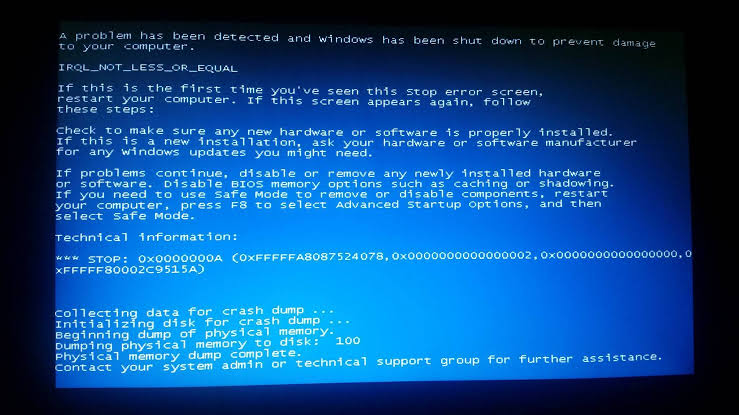 A problem has been detected and windows has been shut down to prevent damage
to your computer.
IRQL_NOT_LESS_OR_EQUAL
If this is the first time you've seen this Stop error screen,
restart your computer. If this screen appears again, follow
these steps:
Check to make sure any new hardware or software is properly installed.
If this is a new installation, ask your hardware or software manufacturer
for any windows updates you might need.
If problems continue, disable or remove any newly installed hardware
or software. Disable BIOS memory options such as caching or shadowing.
If you need to use Safe Mode to remove or disable components, restart
your computer, press F8 to select Advanced Startup Options, and then
select Safe Mode.
Technical information:
*** STOP: 0x0000000A (0xFFFFFA8087524078,0x0000000000000002,0x0000000000000000,0
xFFFFF80002C9515A)
Collecting data for crash dump ...
Initializing disk for crash dump ...
Beginning dump of physical memory.
Dumping physical memory to disk:  100
Physical memory dump complete.
Contact your system admin or technical support group for further assistance.